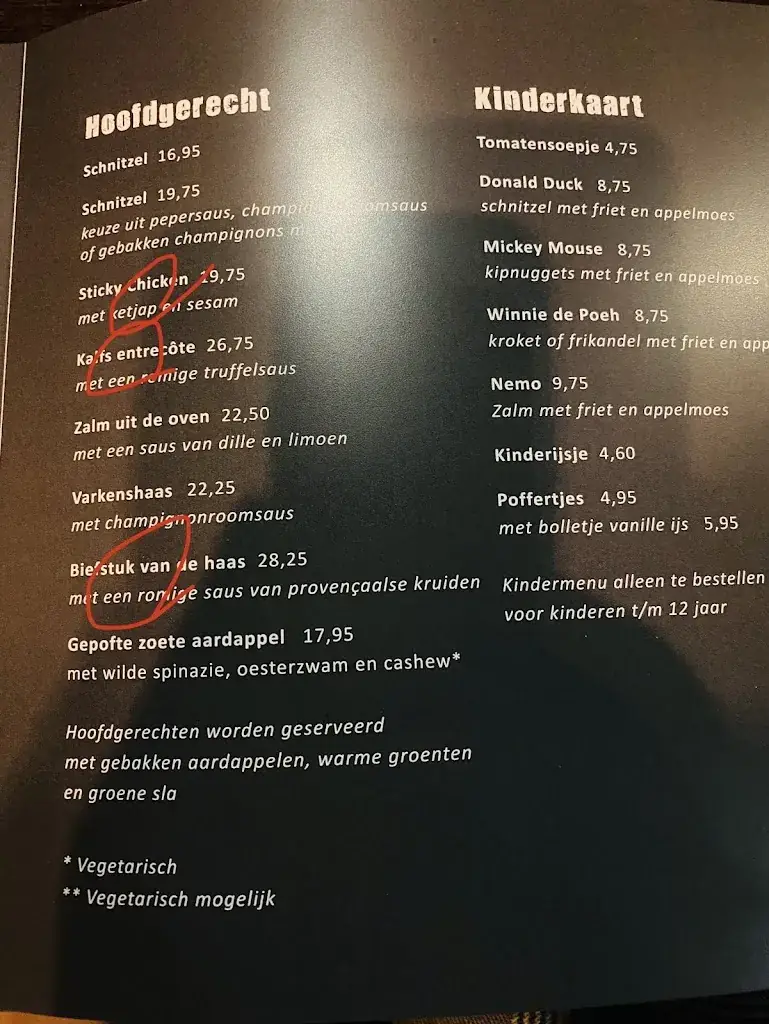 Hoofdgerecht
Schnitzel 16,95
Schnitzel 19,75
keuze uit pepersaus,
of gebakken champignons
Sticky Chicken 19,75
met ketjap en sesam
Kalfs entrecôte 26,75
met een romige truffelsaus
Zalm uit de oven 22,50
met een saus van dille en limoen
Varkenshaas 22,25
met champignonroomsaus
Biefstuk van de haas 28,25
met een romige saus van provençaalse kruiden
Gepofte zoete aardappel 17,95
met wilde spinazie, oesterzwam en cashew*
Hoofdgerechten worden geserveerd
met gebakken aardappelen, warme groenten
en groene sla
* Vegetarisch
** Vegetarisch mogelijk
Kinderkaart
Tomatensoepje 4,75
Donald Duck 8,75
schnitzel met friet en appelmoes
Mickey Mouse 8,75
kipnuggets met friet en appelmoes
Winnie de Poeh 8,75
kroket of frikandel met friet en app
Nemo 9,75
Zalm met friet en appelmoes
Kinderijsje 4,60
Poffertjes 4,95
met bolletje vanille ijs 5,95
Kindermenu alleen te bestellen
voor kinderen t/m 12 jaar